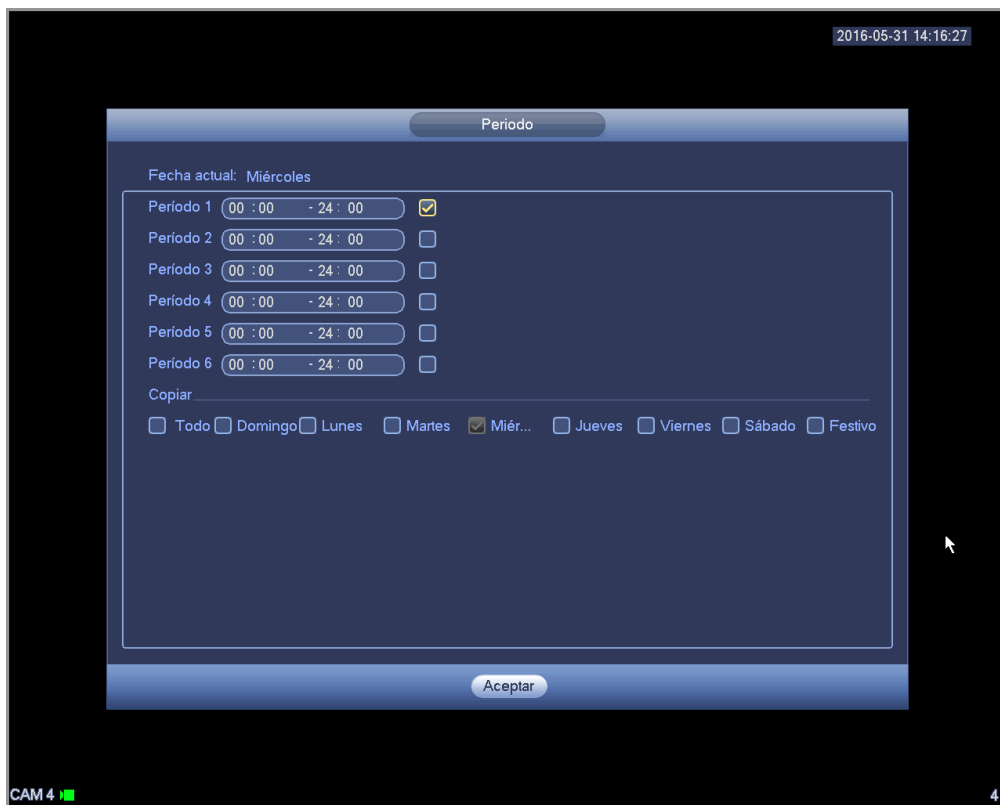 2016-05-31 14:16:27
Periodo
Fecha actual: Miércoles
Período 1 00 : 00 - 24 : 00
Período 2 00 : 00 - 24 : 00
Período 3 00 : 00 - 24 : 00
Período 4 00 : 00 - 24 : 00
Período 5 00 : 00 - 24 : 00
Período 6 00 : 00 - 24 : 00
Copiar
Todo Domingo Lunes Martes Miér... Jueves Viernes Sábado Festivo
Aceptar
CAM 4 4